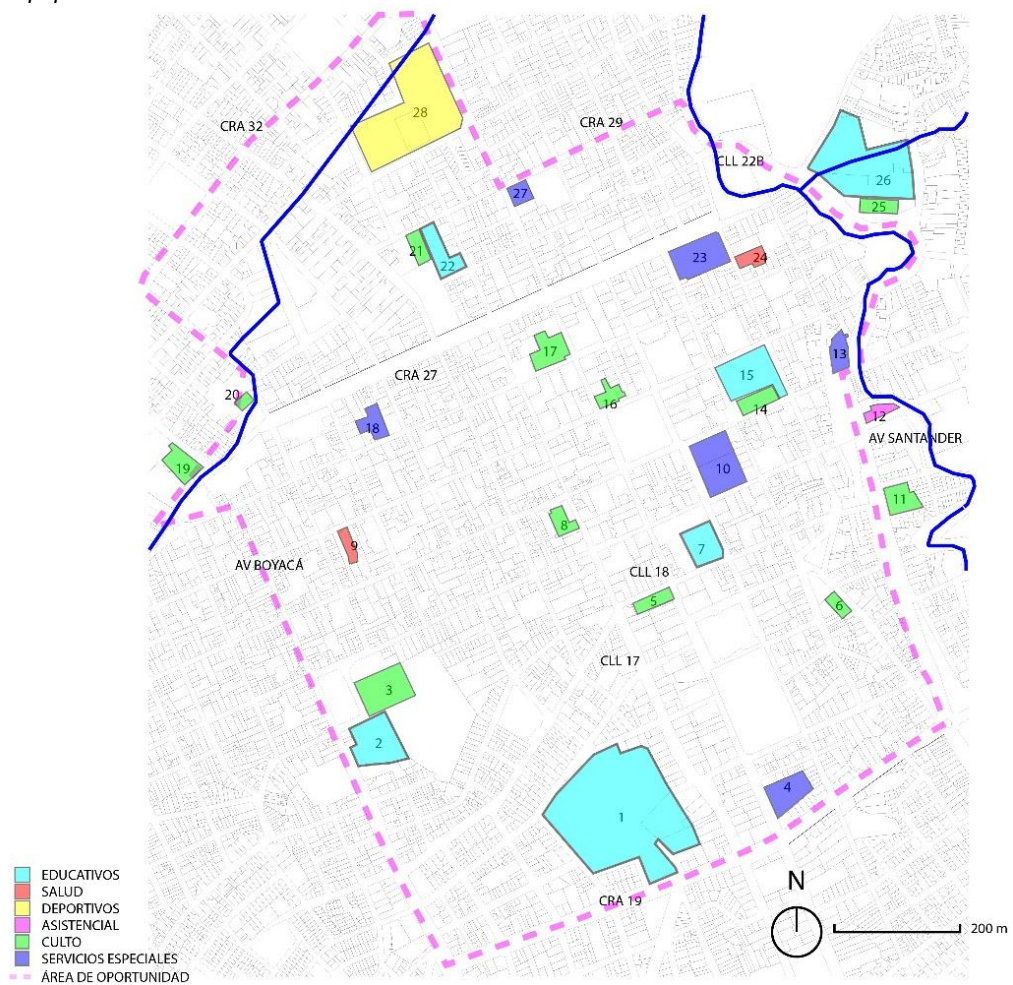 28
CRA 32
CRA 29
CLL 22B
26
27
25
21
22
23
24
17
13
15
CRA 27
20
16
14
12
18
AV SANTANDER
19
10
11
8
9
7
AV BOYACÁ
CLL 18
5
6
CLL 17
3
2
4
1
EDUCATIVOS
SALUD
DEPORTIVOS
ASISTENCIAL
CULTO
SERVICIOS ESPECIALES
ÁREA DE OPORTUNIDAD
CRA 19
N
200 m